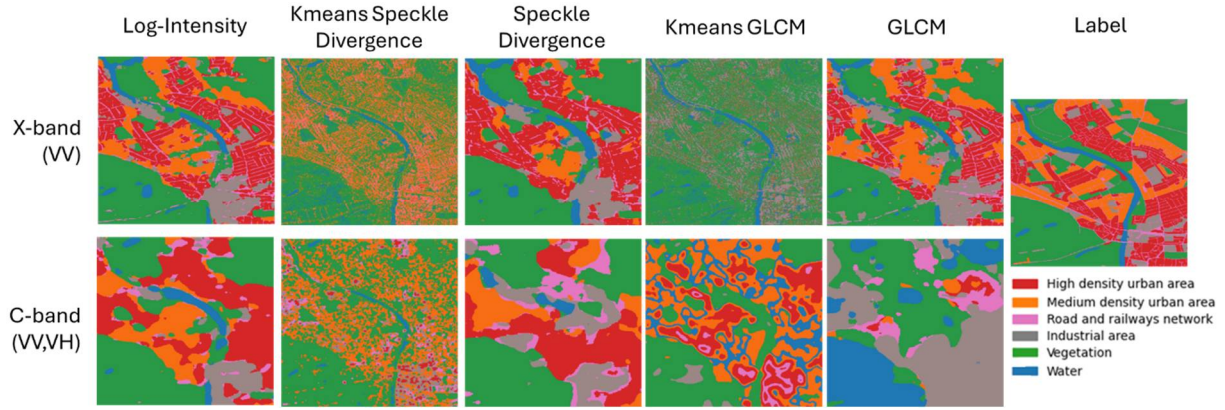 Log-Intensity
Kmeans Speckle
Divergence
Speckle
Divergence
Kmeans GLCM
GLCM
Label
X-band
(VV)
C-band
(VV,VH)
High density urban area
Medium density urban area
Road and railways network
Industrial area
Vegetation
Water